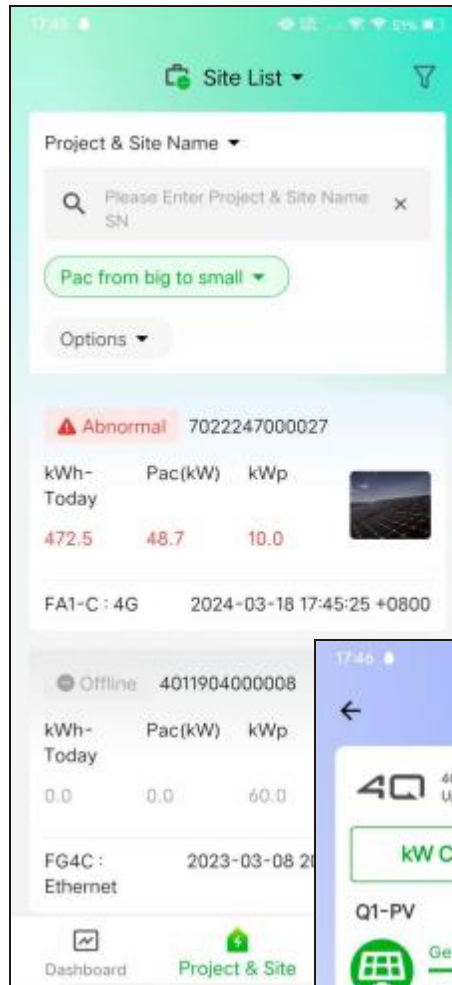 17:45 51%
Site List
Project & Site Name
Please Enter Project & Site Name
SN
Pac from big to small
Options
Abnormal 7022247000027
kWh-
Today
Pac(kW) kWp
472.5 48.7 10.0
FA1-C : 4G 2024-03-18 17:45:25 +0800
Offline 4011904000008
kWh-
Today
Pac(kW) kWp
0.0 0.0 60.0
FG4C :
Ethernet
2023-03-08
Dashboard Project & Site
17:46
4Q
kW C
Q1-PV
Ge